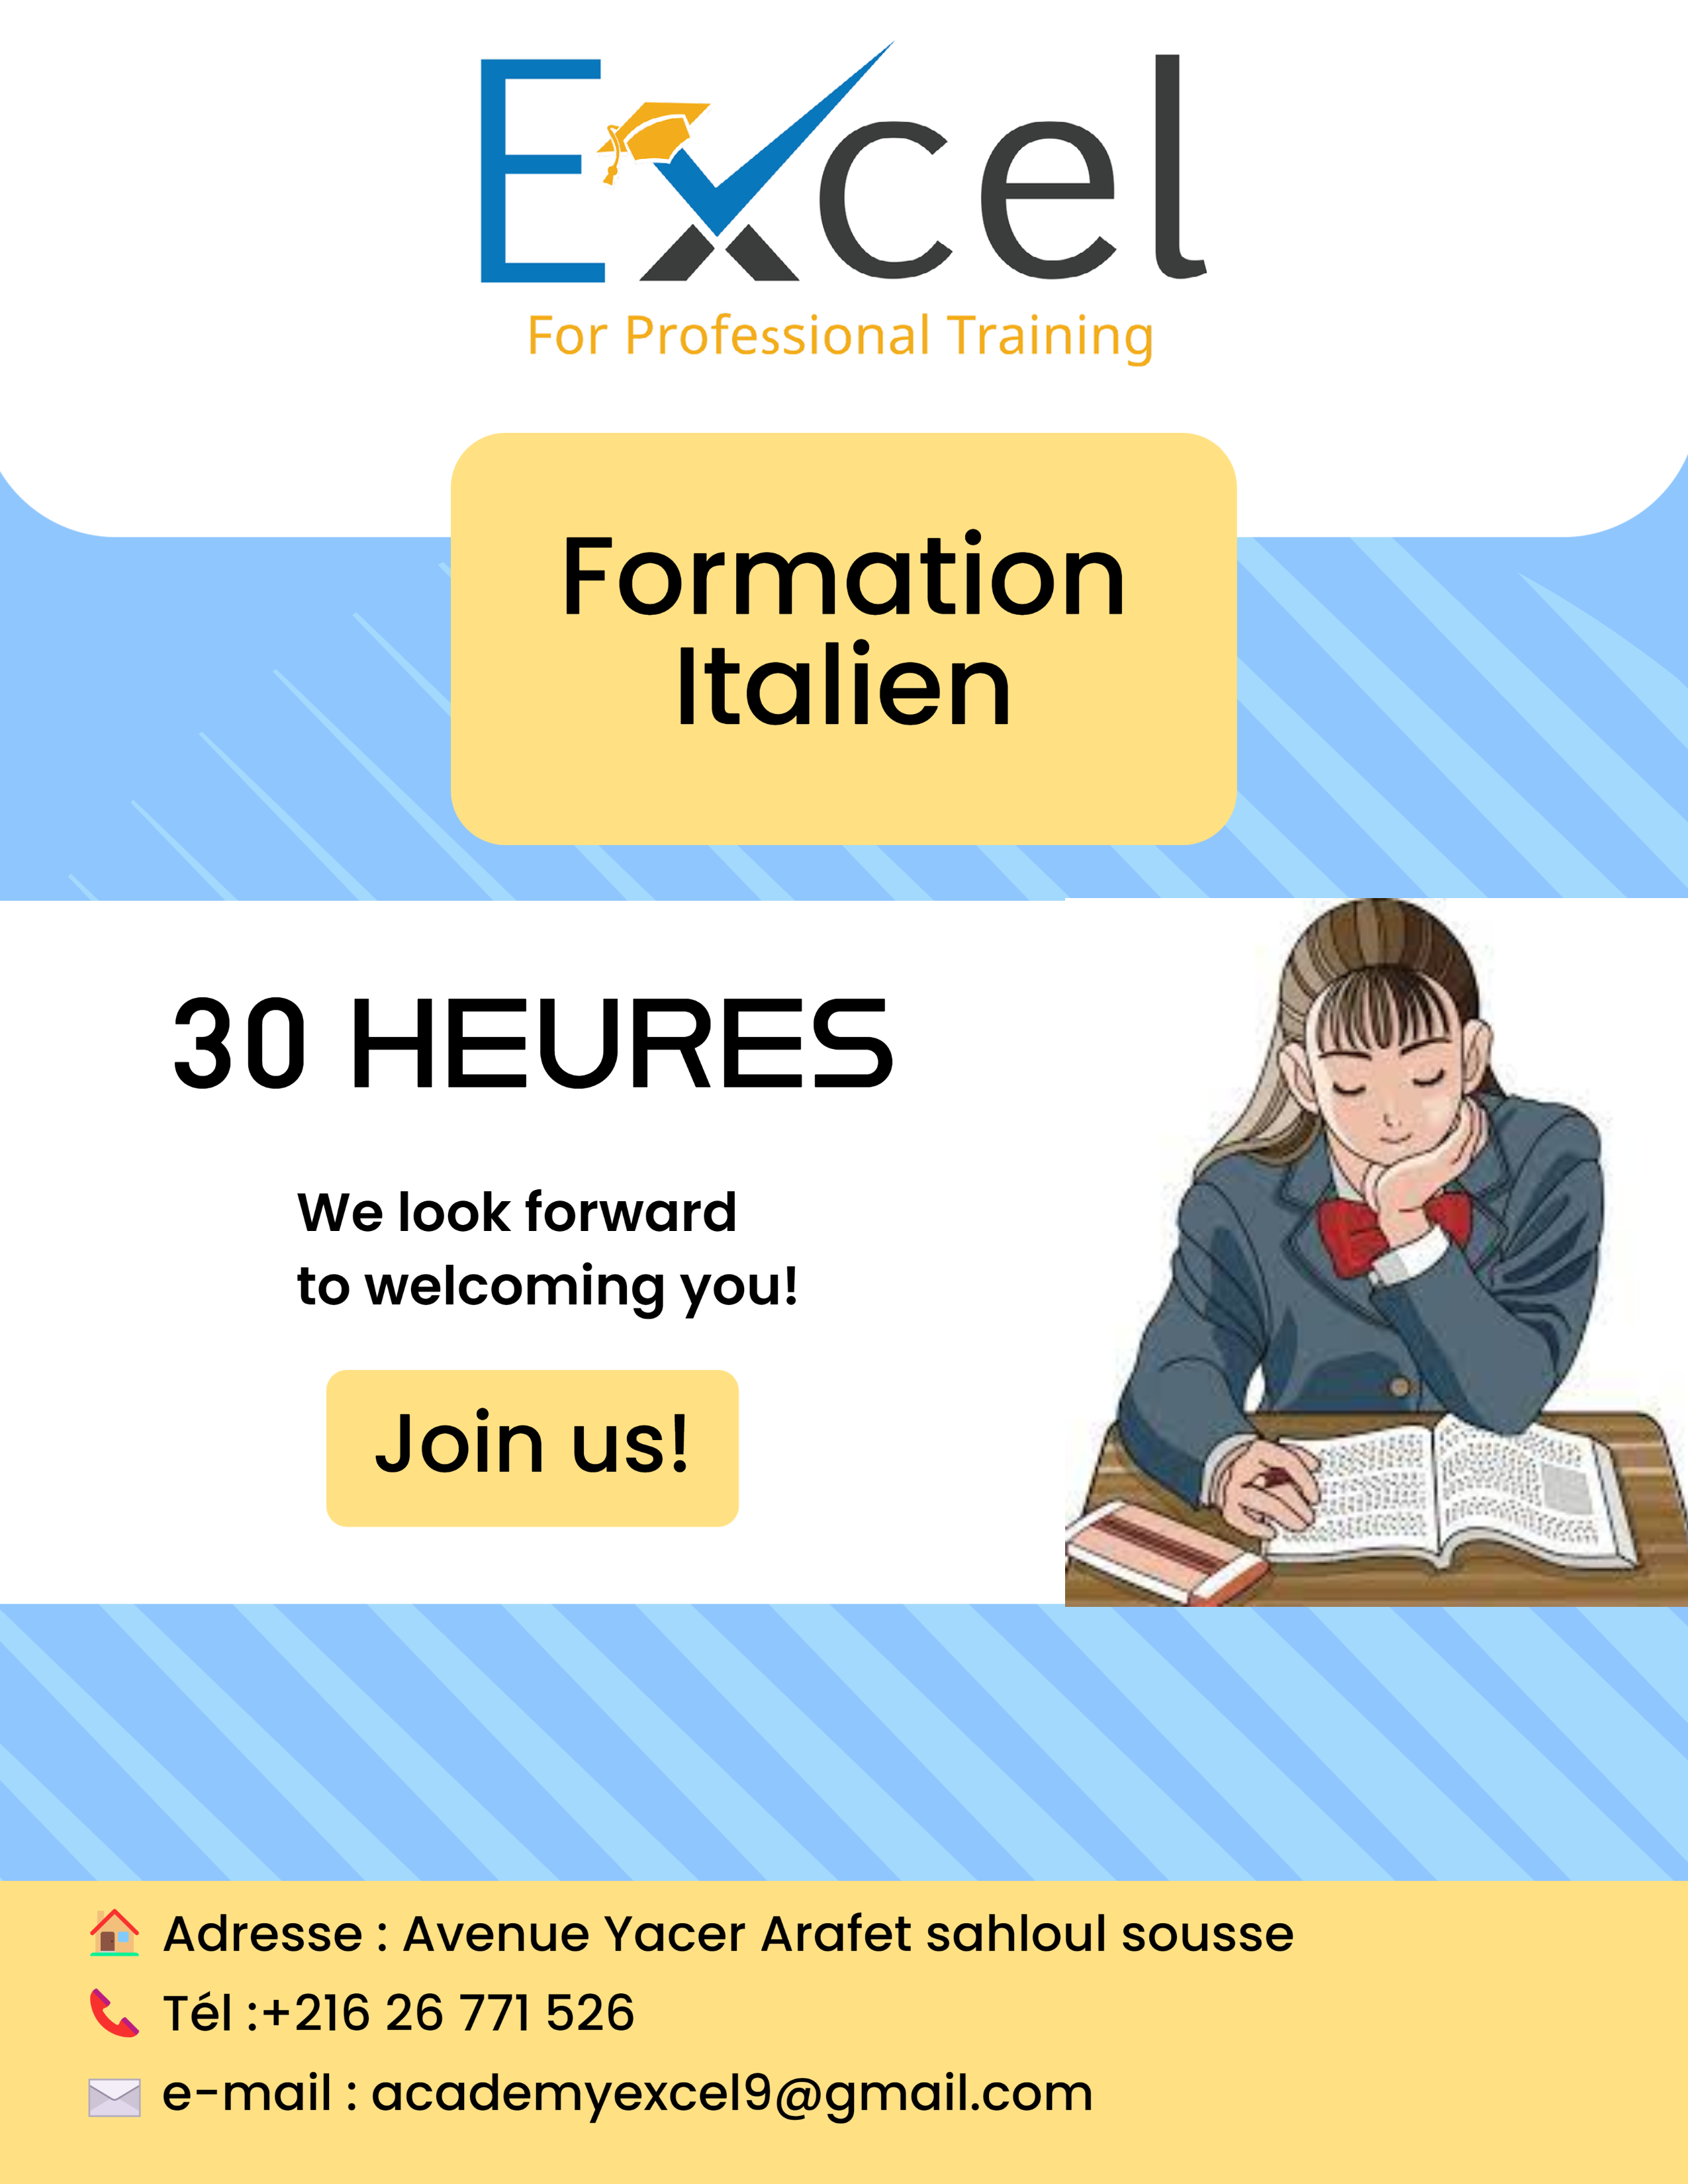 Excel
For Professional Training
Formation
Italien
30 HEURES
We look forward
to welcoming you!
Join us!
Adresse : Avenue Yacer Arafet sahloul sousse
Tél :+216 26 771 526
e-mail : academyexcel9@gmail.com